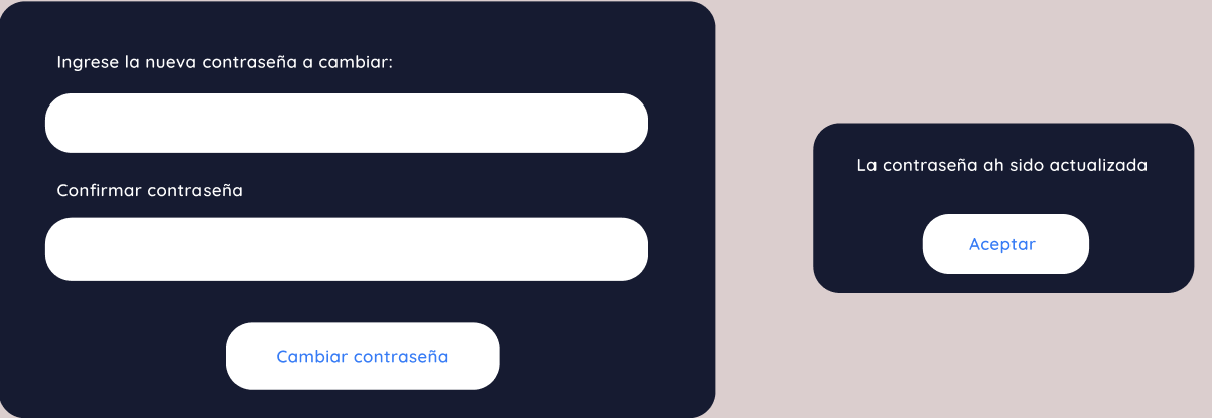 Ingrese la nueva contraseña a cambiar:
Confirmar contraseña
Cambiar contraseña
La contraseña ah sido actualizada
Aceptar